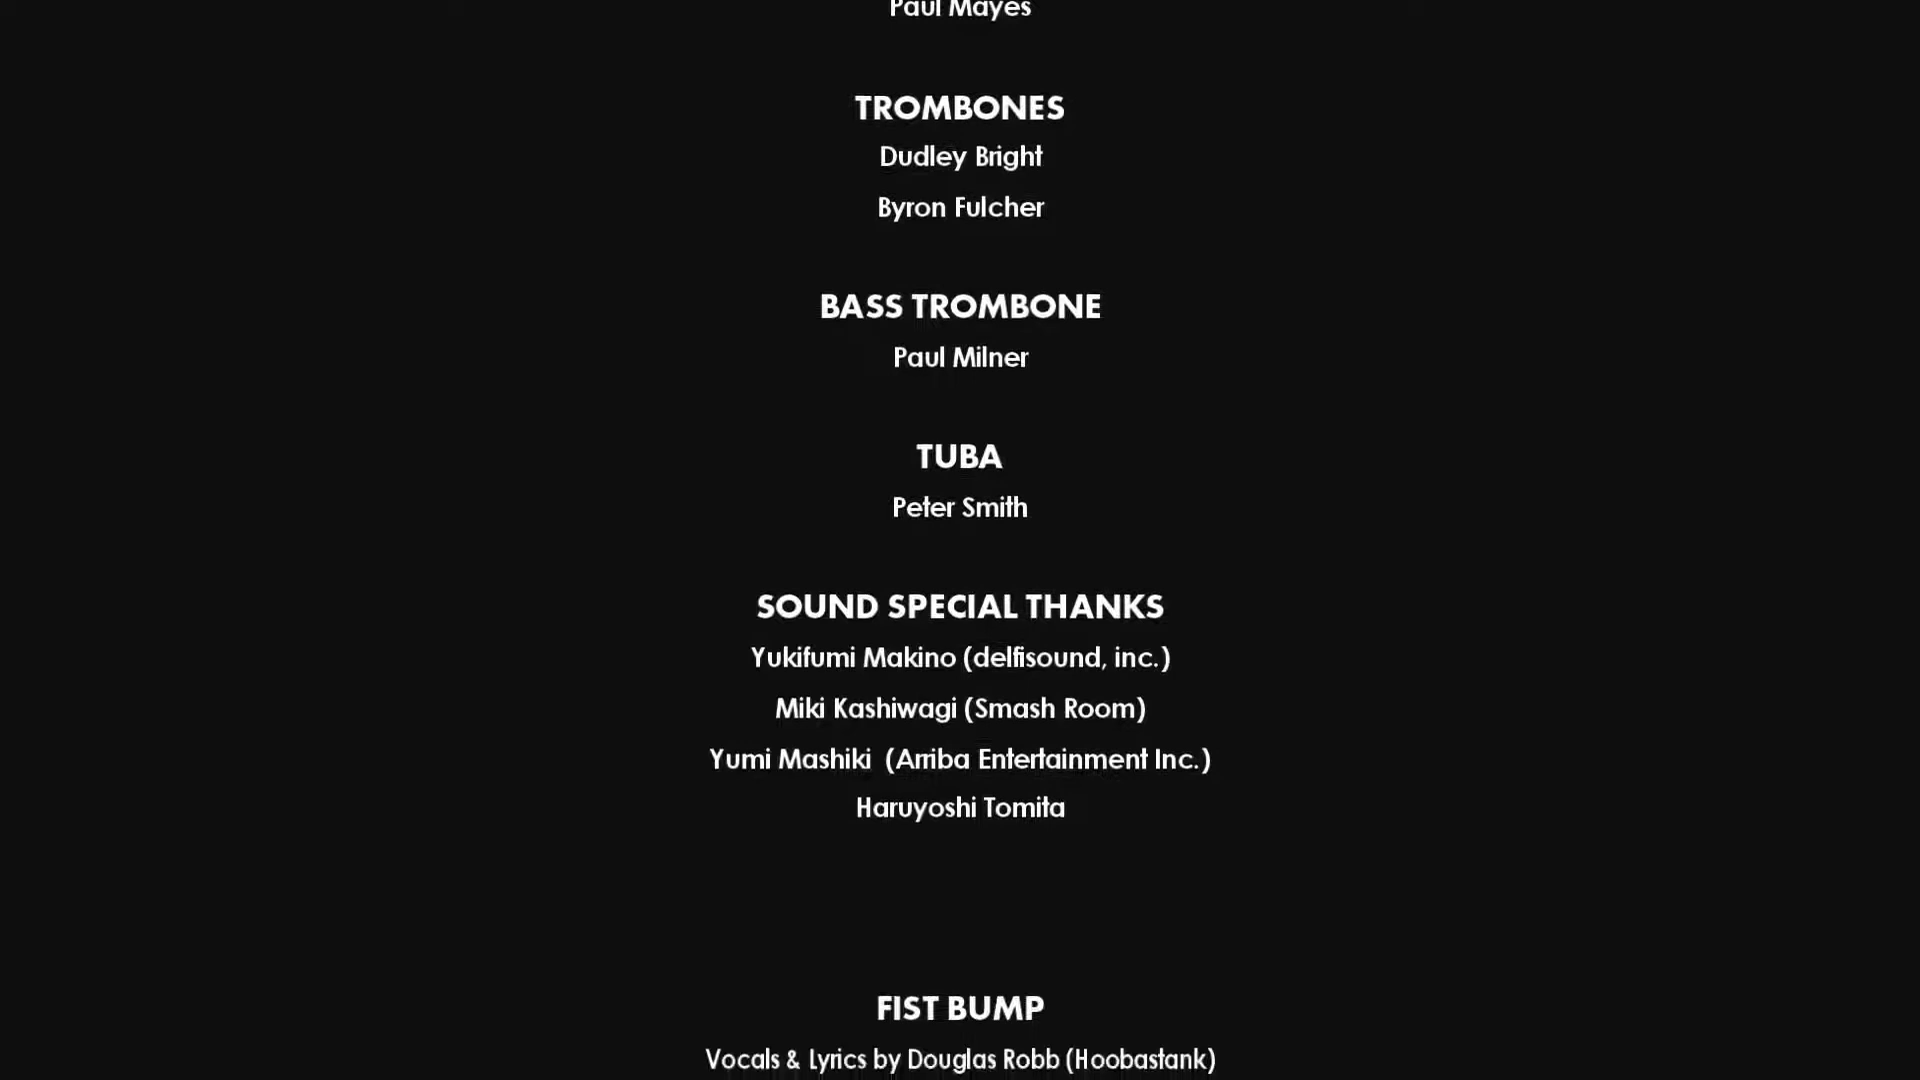 Paul Mayes
TROMBONES
Dudley Bright
Byron Fulcher
BASS TROMBONE
Paul Milner
TUBA
Peter Smith
SOUND SPECIAL THANKS
Yukifumi Makino (delfisound, inc.)
Miki Kashiwagi (Smash Room)
Yumi Mashiki (Arriba Entertainment Inc.)
Haruyoshi Tomita
FIST BUMP
Vocals & Lyrics by Douglas Robb (Hoobastank)